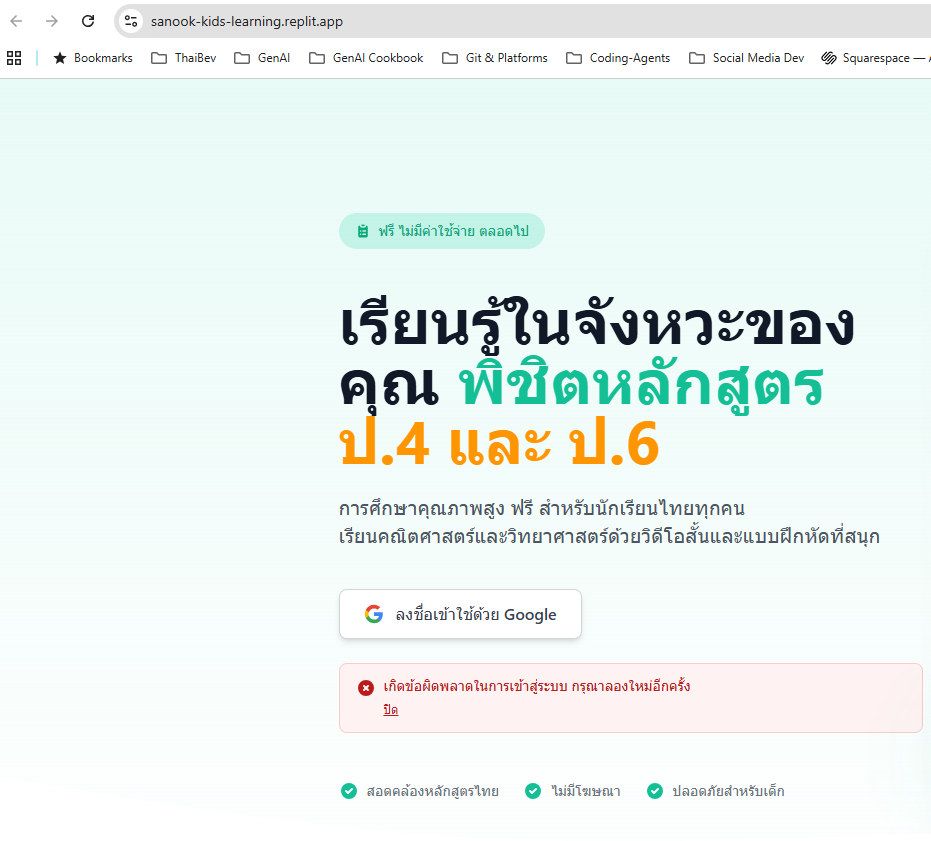 sanook-kids-learning.replit.app
Bookmarks ThaiBev GenAI GenAI Cookbook Git & Platforms Coding-Agents Social Media Dev Squarespace —
ฟรี ไม่มีค่าใช้จ่าย ตลอดไป
เรียนรู้ในจังหวะของ
คุณ พิชิตหลักสูตร
ป.4 และ ป.6
การศึกษาคุณภาพสูง ฟรี สำหรับนักเรียนไทยทุกคน
เรียนคณิตศาสตร์และวิทยาศาสตร์ด้วยวิดีโอสั้นและแบบฝึกหัดที่สนุก
ลงชื่อเข้าใช้ด้วย Google
เกิดข้อผิดพลาดในการเข้าสู่ระบบ กรุณาลองใหม่อีกครั้ง
ปิด
สอดคล้องหลักสูตรไทย ไม่มีโฆษณา ปลอดภัยสำหรับเด็ก